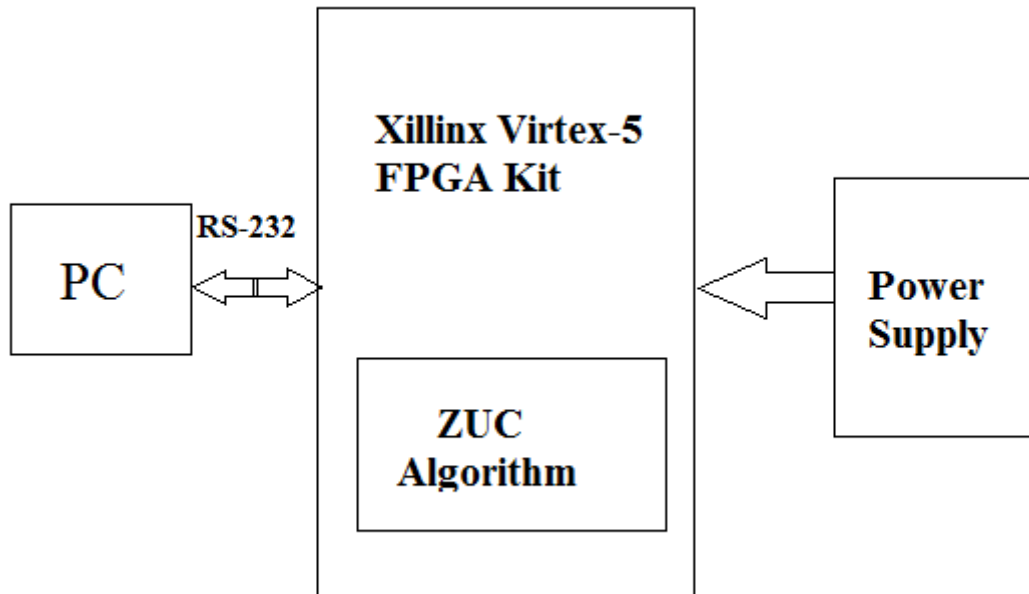 PC
RS-232
Xillinx Virtex-5
FPGA Kit
ZUC
Algorithm
Power
Supply